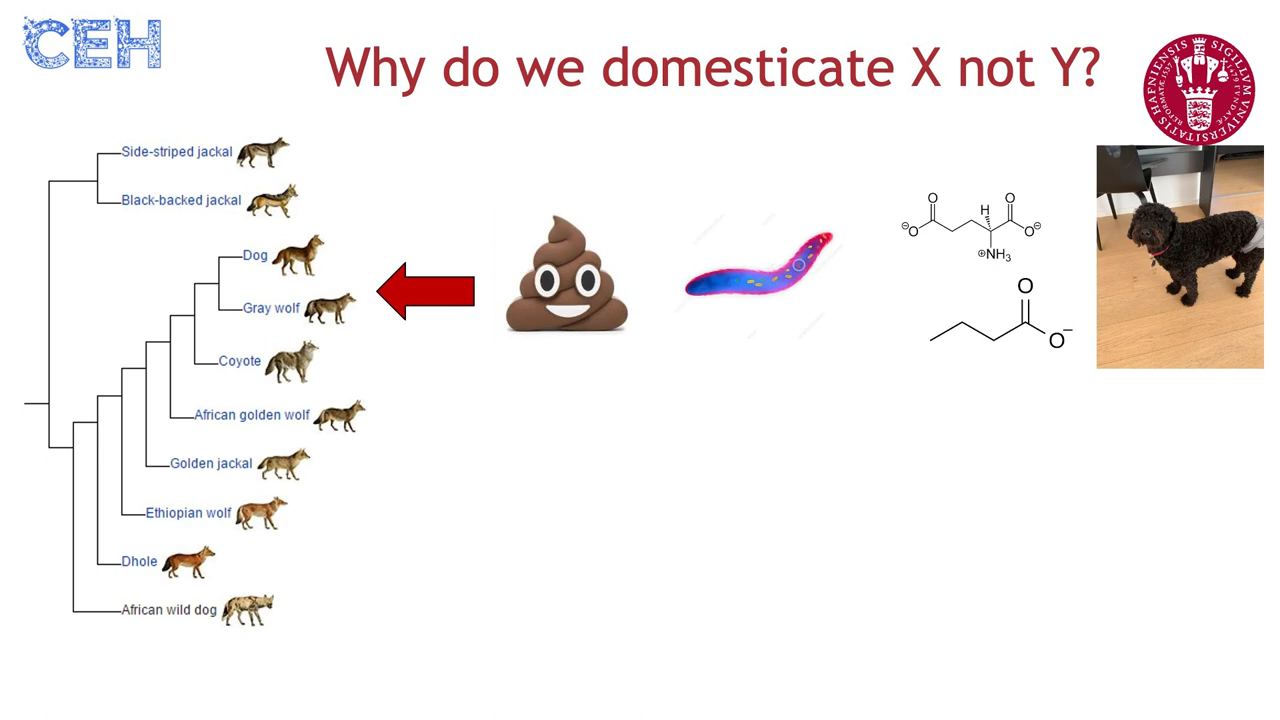 CEH
Why do we domesticate X not Y?
SIGILLVM VNIVERSITATIS HAFNIENSIS
Side-striped jackal
Black-backed jackal
Dog
Gray wolf
Coyote
African golden wolf
Golden jackal
Ethiopian wolf
Dhole
African wild dog
O
O
H
⊖O
O⊖
⊕NH₃
O
O⁻